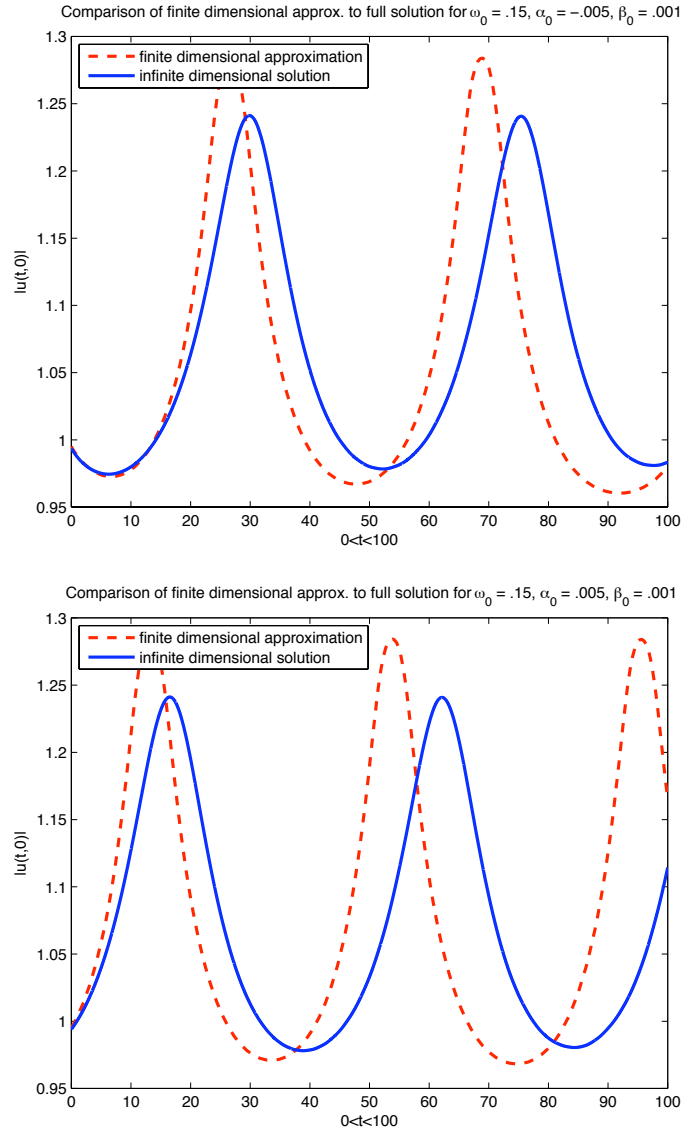 Comparison of finite dimensional approx. to full solution for ω₀ = .15, α₀ = −.005, β₀ = .001
1.3
finite dimensional approximation
infinite dimensional solution
1.25
1.2
1.15
|u(t,0)|
1.1
1.05
1
0.95
0 10 20 30 40 50 60 70 80 90 100
0<t<100
Comparison of finite dimensional approx. to full solution for ω₀ = .15, α₀ = .005, β₀ = .001
1.3
finite dimensional approximation
infinite dimensional solution
1.25
1.2
1.15
|u(t,0)|
1.1
1.05
1
0.95
0 10 20 30 40 50 60 70 80 90 100
0<t<100